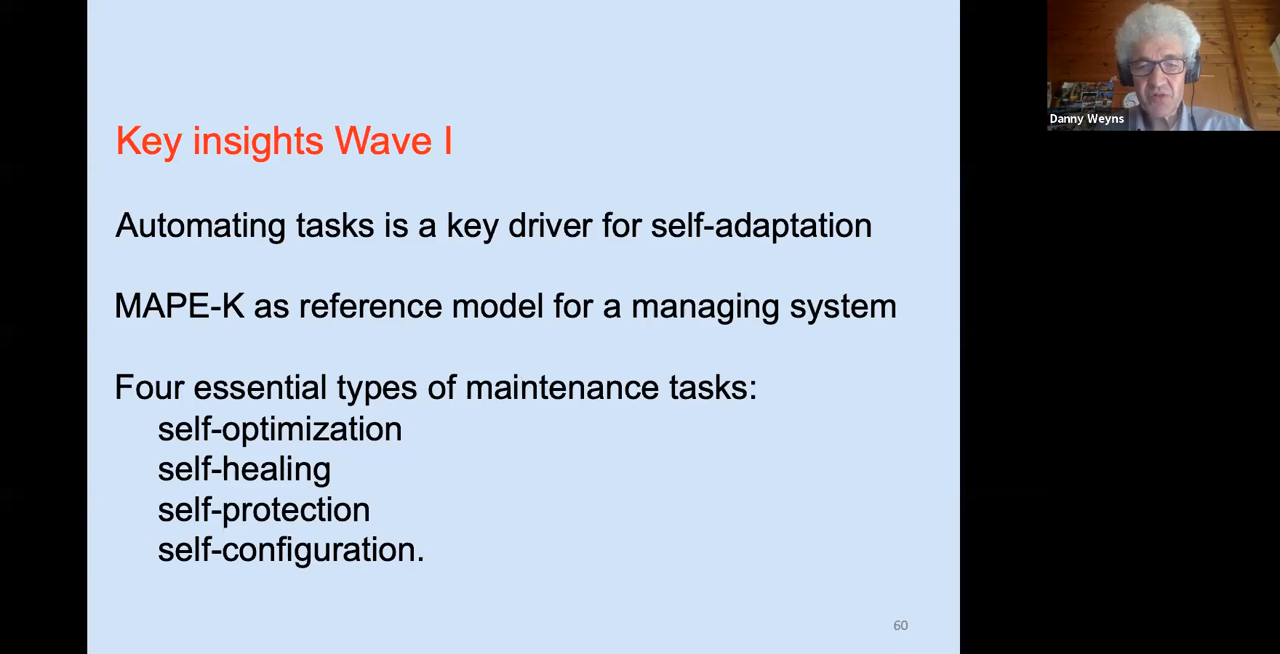 Key insights Wave I
Automating tasks is a key driver for self-adaptation
MAPE-K as reference model for a managing system
Four essential types of maintenance tasks:
self-optimization
self-healing
self-protection
self-configuration.
60
Danny Weyns